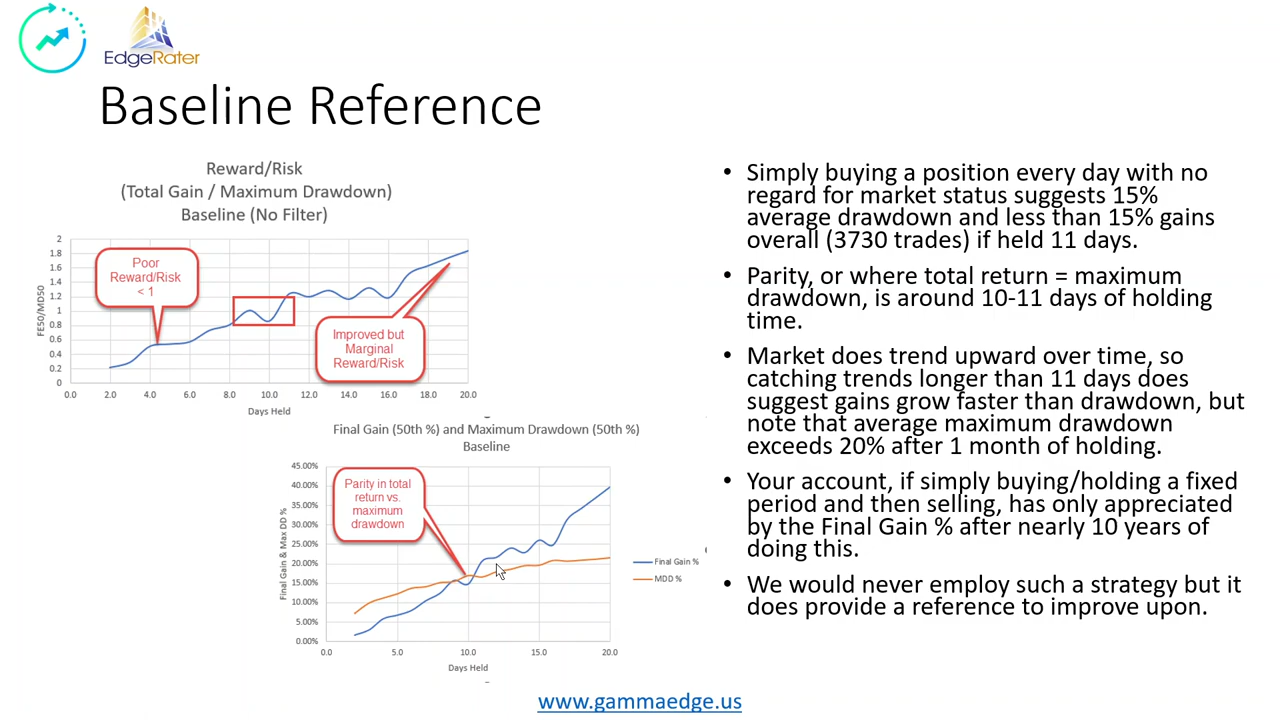 EdgeRater
Baseline Reference
Reward/Risk
(Total Gain / Maximum Drawdown)
Baseline (No Filter)
2
1.8
1.6
1.4
1.2
1
0.8
0.6
0.4
0.2
0
FE50/MD50
Poor
Reward/Risk
< 1
Improved but
Marginal
Reward/Risk
0.0 2.0 4.0 6.0 8.0 10.0 12.0 14.0 16.0 18.0 20.0
Days Held
Final Gain (50th %) and Maximum Drawdown (50th %)
Baseline
45.00%
40.00%
35.00%
30.00%
25.00%
20.00%
15.00%
10.00%
5.00%
0.00%
Final Gain & Max DD %
Parity in total
return vs.
maximum
drawdown
Final Gain %
MDD %
0.0 5.0 10.0 15.0 20.0
Days Held
• Simply buying a position every day with no
regard for market status suggests 15%
average drawdown and less than 15% gains
overall (3730 trades) if held 11 days.
• Parity, or where total return = maximum
drawdown, is around 10-11 days of holding
time.
• Market does trend upward over time, so
catching trends longer than 11 days does
suggest gains grow faster than drawdown, but
note that average maximum drawdown
exceeds 20% after 1 month of holding.
• Your account, if simply buying/holding a fixed
period and then selling, has only appreciated
by the Final Gain % after nearly 10 years of
doing this.
• We would never employ such a strategy but it
does provide a reference to improve upon.
www.gammaedge.us